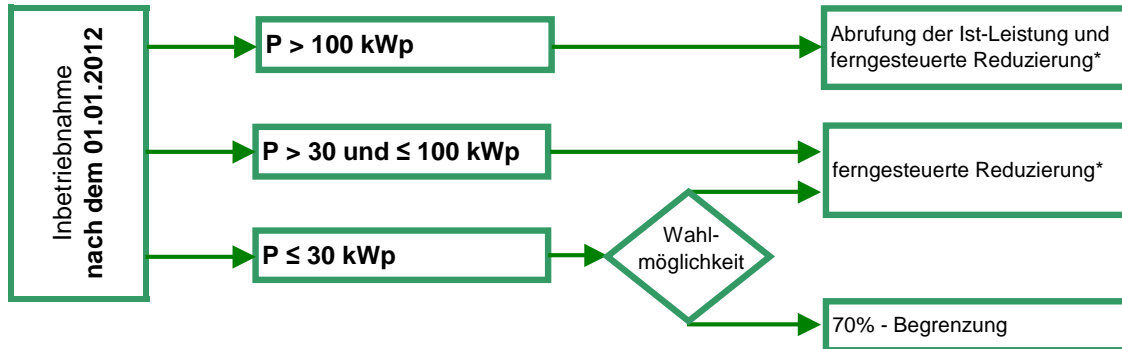 Inbetriebnahme
nach dem 01.01.2012
P > 100 kWp
Abrufung der Ist-Leistung und
ferngesteuerte Reduzierung*
P > 30 und ≤ 100 kWp
ferngesteuerte Reduzierung*
P ≤ 30 kWp
Wahl-
möglichkeit
70% - Begrenzung